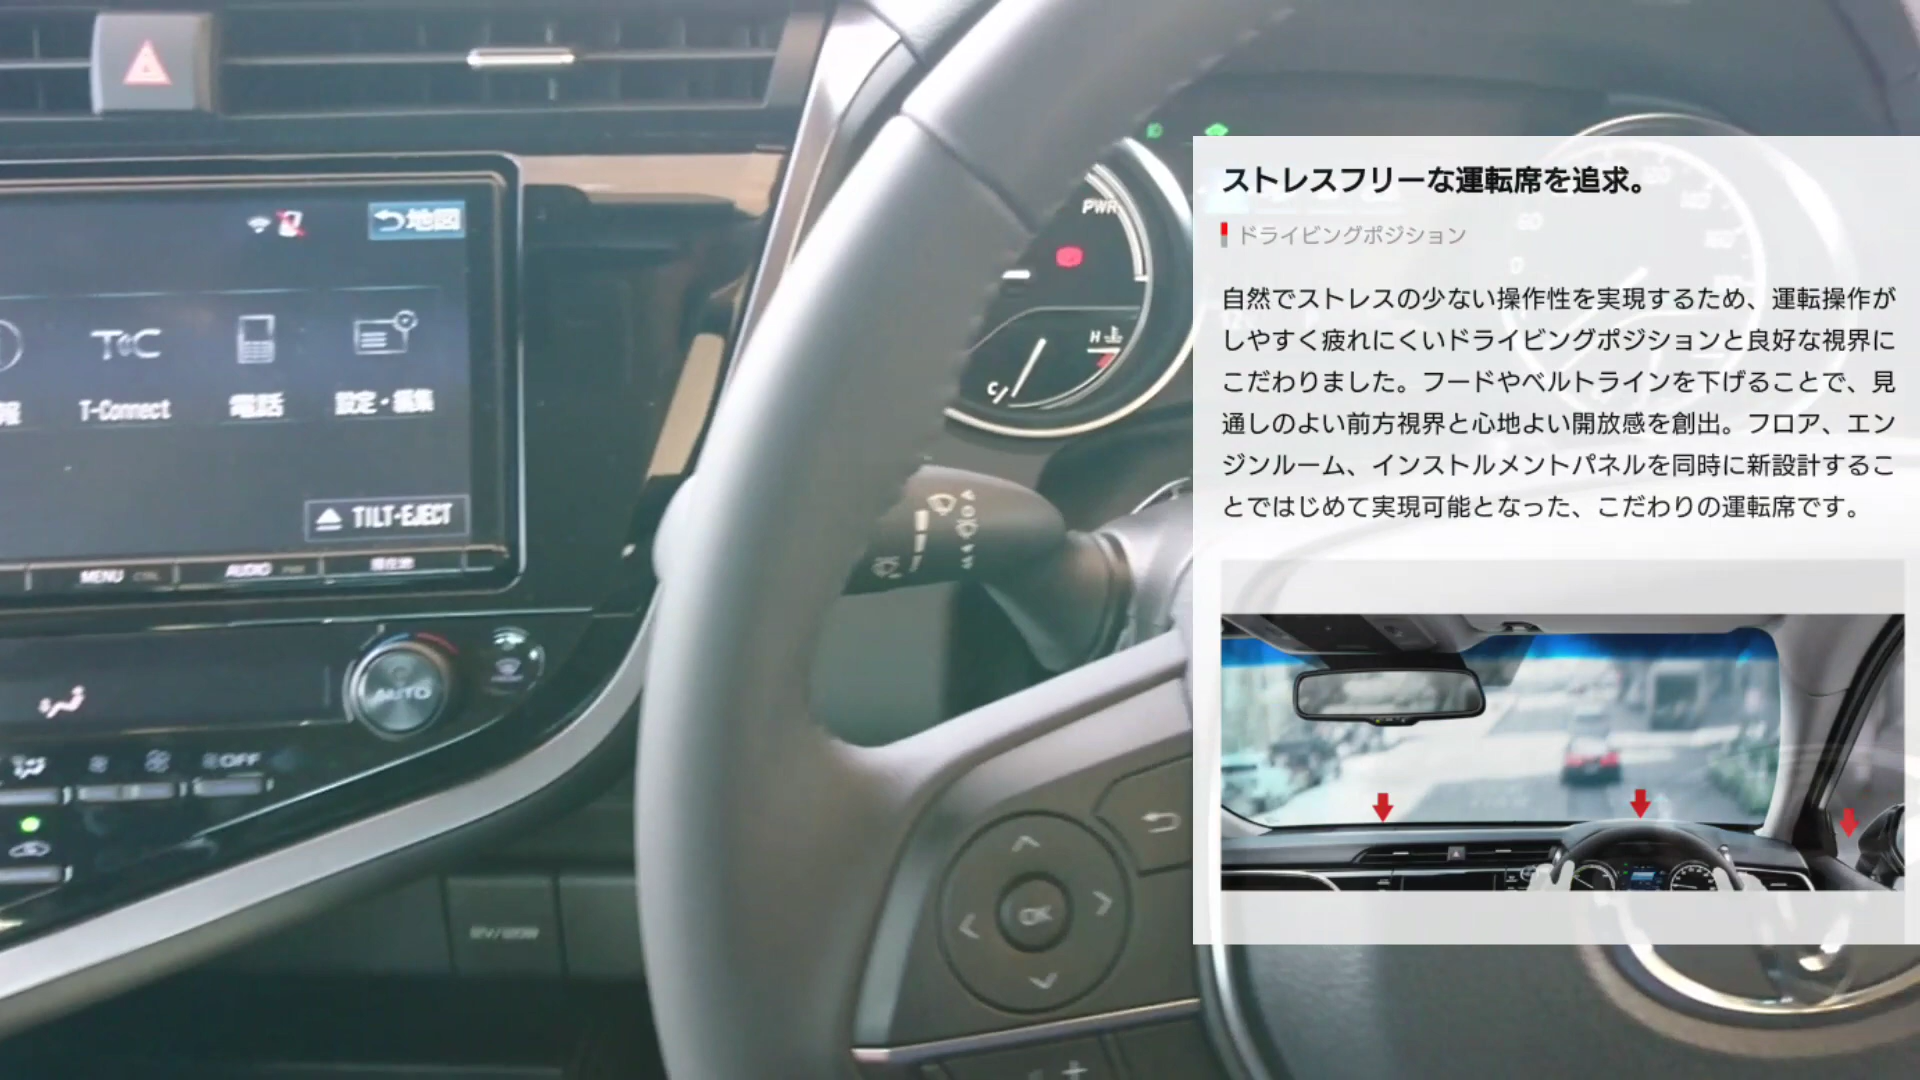 地図
T-Connect
電話
設定・編集
TILT・EJECT
MENU
AUDIO
現在地
AUTO
OFF
PWR
H
C
OK
ストレスフリーな運転席を追求。
ドライビングポジション
自然でストレスの少ない操作性を実現するため、運転操作が
しやすく疲れにくいドライビングポジションと良好な視界に
こだわりました。フードやベルトラインを下げることで、見
通しのよい前方視界と心地よい開放感を創出。フロア、エン
ジンルーム、インストルメントパネルを同時に新設計するこ
とではじめて実現可能となった、こだわりの運転席です。